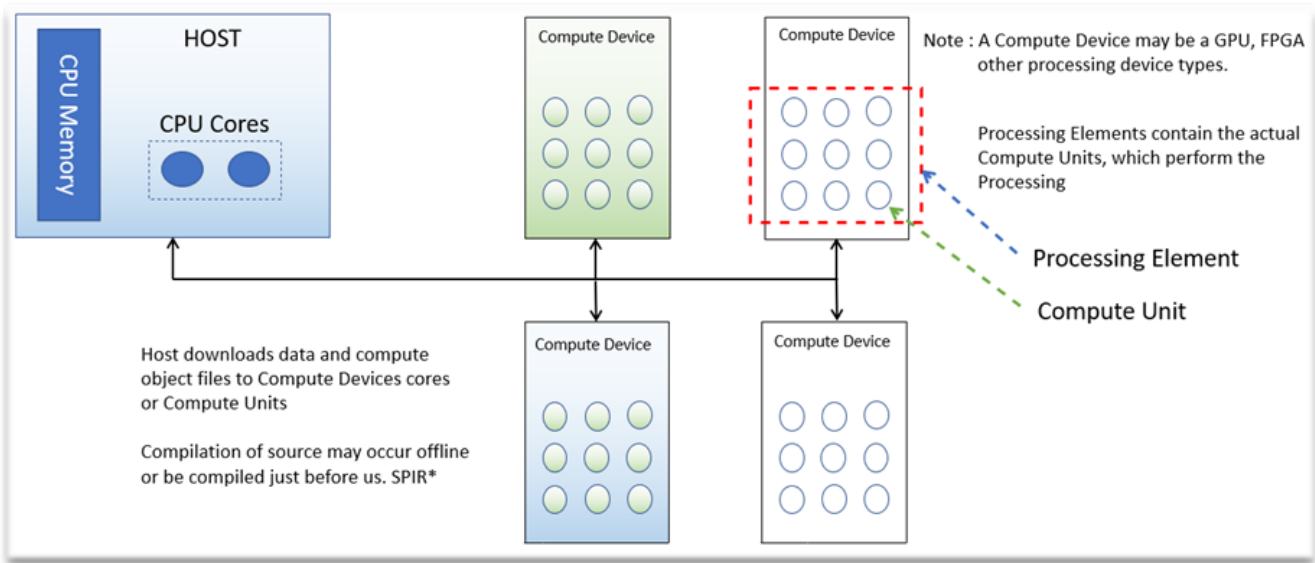 HOST
CPU Memory
CPU Cores
Compute Device
Compute Device
Note : A Compute Device may be a GPU, FPGA
other processing device types.
Processing Elements contain the actual
Compute Units, which perform the
Processing
Processing Element
Compute Unit
Host downloads data and compute
object files to Compute Devices cores
or Compute Units
Compilation of source may occur offline
or be compiled just before us. SPIR*
Compute Device
Compute Device